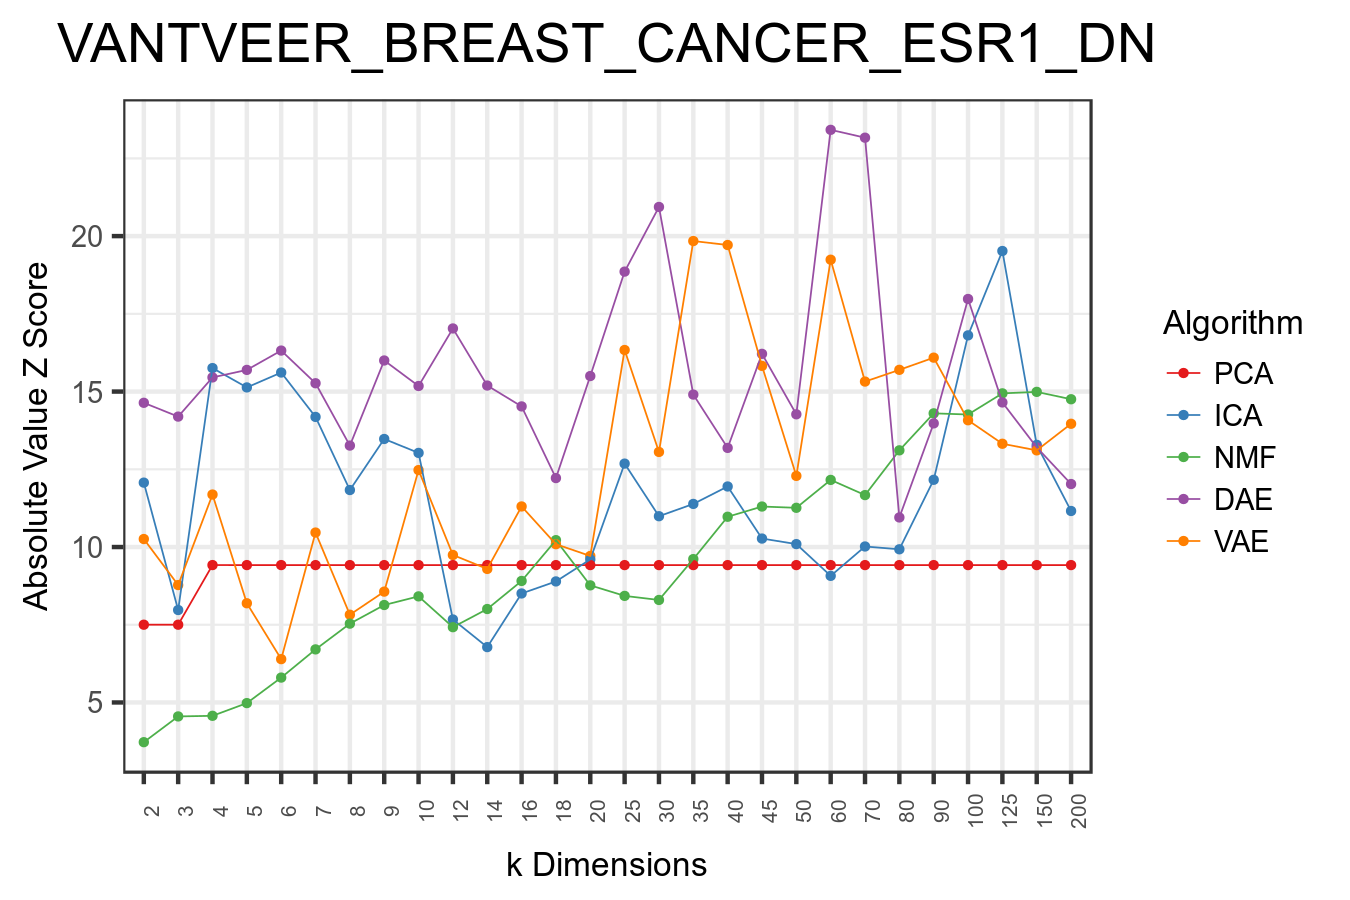 VANTVEER_BREAST_CANCER_ESR1_DN
Absolute Value Z Score
20
15
10
5
2 3 4 5 6 7 8 9 10 12 14 16 18 20 25 30 35 40 45 50 60 70 80 90 100 125 150 200
k Dimensions
Algorithm
PCA
ICA
NMF
DAE
VAE